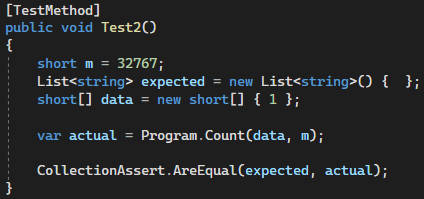 [TestMethod]
public void Test2()
{
    short m = 32767;
    List<string> expected = new List<string>() {  };
    short[] data = new short[] { 1 };

    var actual = Program.Count(data, m);

    CollectionAssert.AreEqual(expected, actual);
}